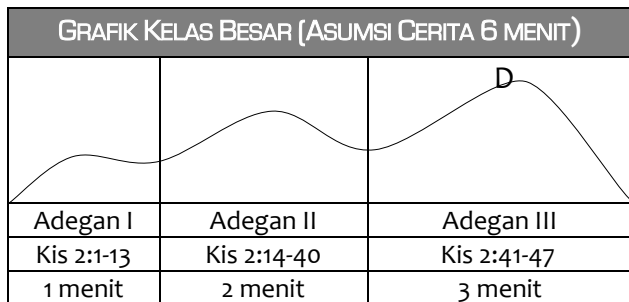 GRAFIK KELAS BESAR (ASUMSI CERITA 6 MENIT)
D
Adegan I Adegan II Adegan III
Kis 2:1-13 Kis 2:14-40 Kis 2:41-47
1 menit 2 menit 3 menit